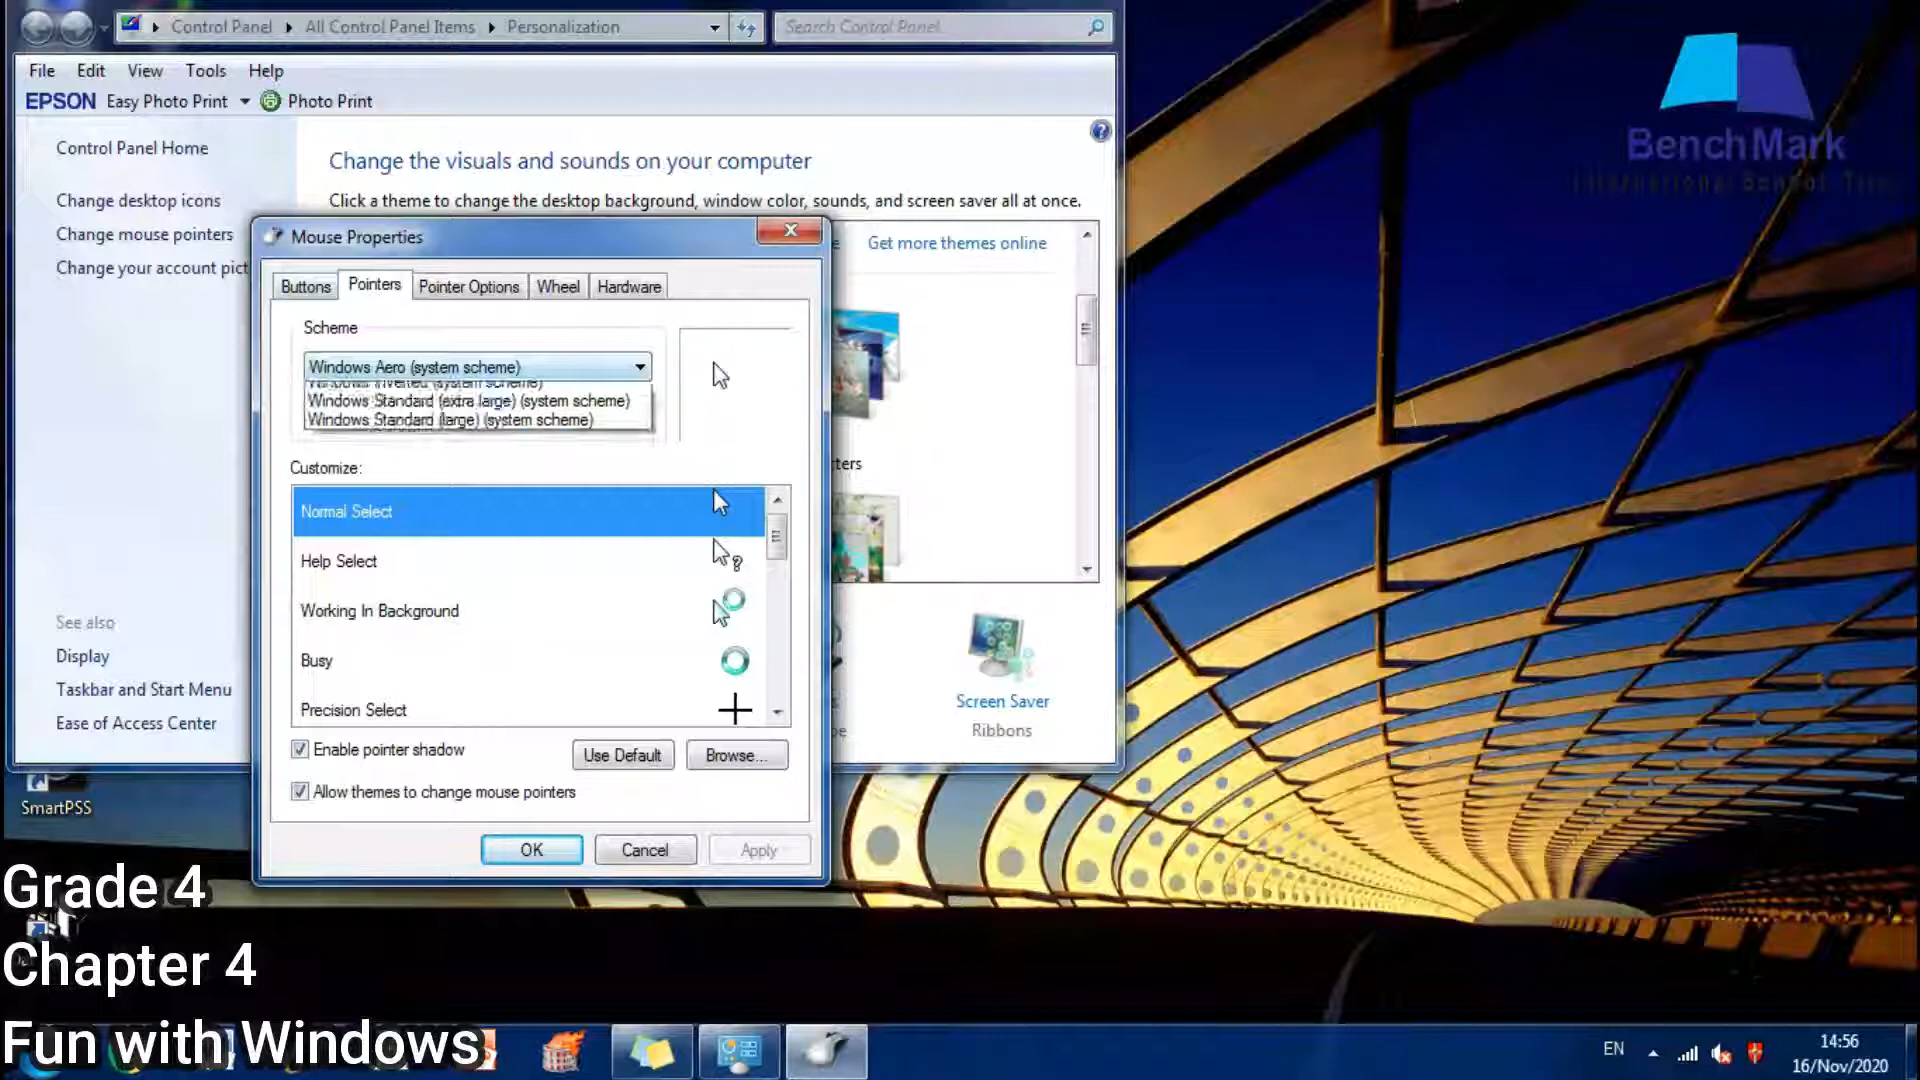 Control Panel All Control Panel Items Personalization
Search Control Panel
File Edit View Tools Help
EPSON Easy Photo Print Photo Print
Control Panel Home
Change desktop icons
Change mouse pointers
Change your account pict
See also
Display
Taskbar and Start Menu
Ease of Access Center
Change the visuals and sounds on your computer
Click a theme to change the desktop background, window color, sounds, and screen saver all at once.
Get more themes online
ters
Screen Saver
Ribbons
Mouse Properties
Buttons Pointers Pointer Options Wheel Hardware
Scheme
Windows Aero (system scheme)
Windows Inverted (system scheme)
Windows Standard (extra large) (system scheme)
Windows Standard (large) (system scheme)
Customize:
Normal Select
Help Select
Working In Background
Busy
Precision Select
Enable pointer shadow
Use Default Browse...
Allow themes to change mouse pointers
OK Cancel Apply
BenchMark
International School
SmartPSS
Grade 4
Chapter 4
Fun with Windows
EN
14:56
16/Nov/2020